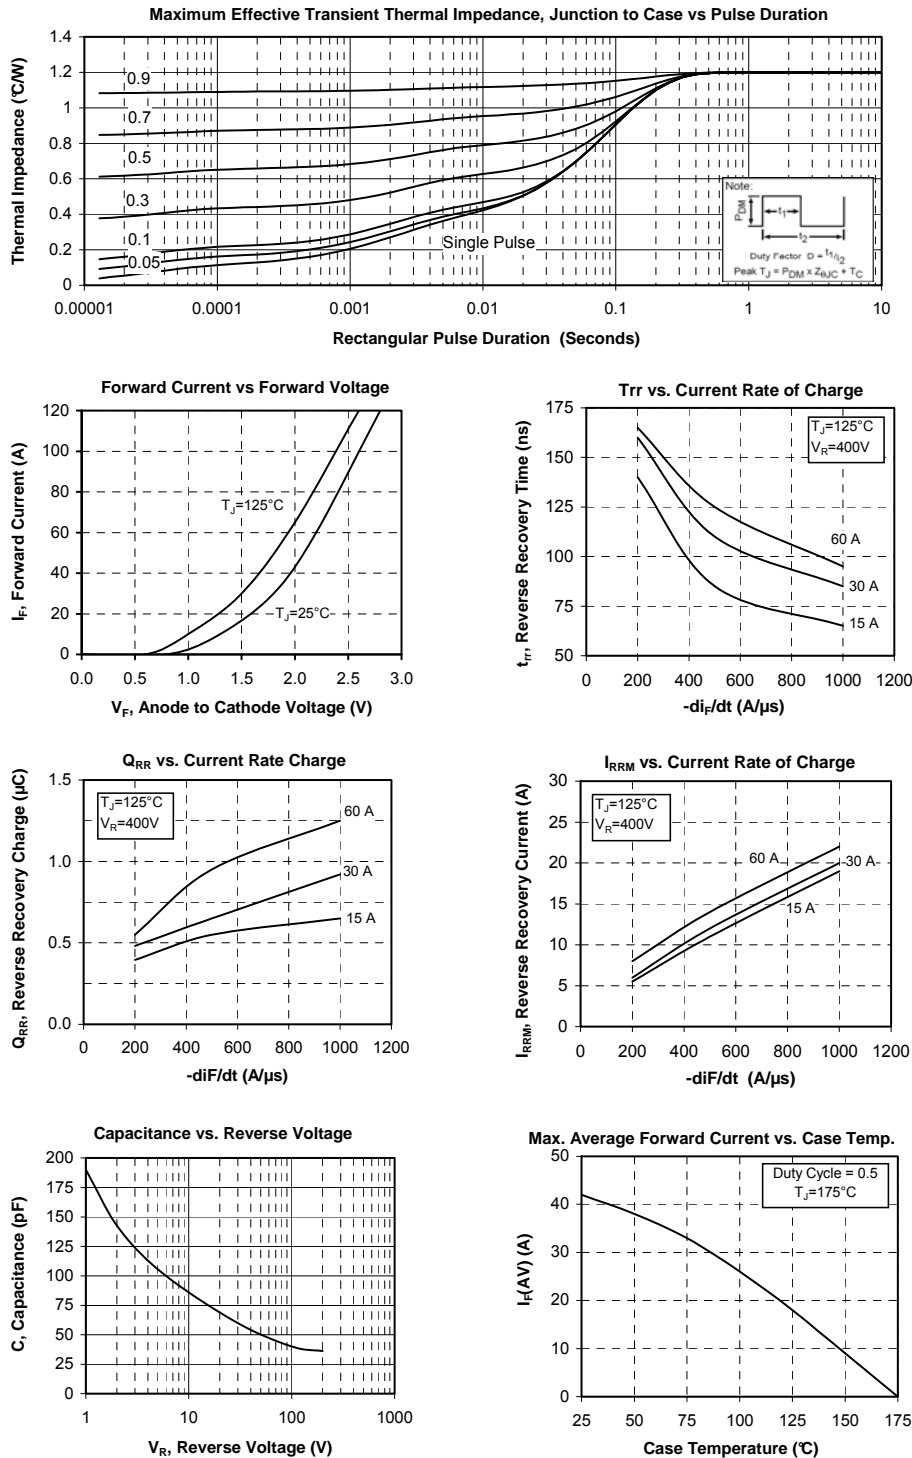 Maximum Effective Transient Thermal Impedance, Junction to Case vs Pulse Duration
Thermal Impedance (°C/W)
1.4
1.2
1
0.8
0.6
0.4
0.2
0
0.9
0.7
0.5
0.3
0.1
0.05
Single Pulse
Note:
PDM
t1
t2
Duty Factor D = t1/t2
Peak TJ = PDM x ZθJC + TC
0.00001 0.0001 0.001 0.01 0.1 1 10
Rectangular Pulse Duration (Seconds)
Forward Current vs Forward Voltage
IF, Forward Current (A)
120
100
80
60
40
20
0
TJ=125°C
TJ=25°C
0.0 0.5 1.0 1.5 2.0 2.5 3.0
VF, Anode to Cathode Voltage (V)
Trr vs. Current Rate of Charge
trr, Reverse Recovery Time (ns)
175
150
125
100
75
50
TJ=125°C
VR=400V
60 A
30 A
15 A
0 200 400 600 800 1000 1200
-diF/dt (A/µs)
QRR vs. Current Rate Charge
QRR, Reverse Recovery Charge (µC)
1.5
1.0
0.5
0.0
TJ=125°C
VR=400V
60 A
30 A
15 A
0 200 400 600 800 1000 1200
-diF/dt (A/µs)
IRRM vs. Current Rate of Charge
IRRM, Reverse Recovery Current (A)
30
25
20
15
10
5
0
TJ=125°C
VR=400V
60 A
30 A
15 A
0 200 400 600 800 1000 1200
-diF/dt (A/µs)
Capacitance vs. Reverse Voltage
C, Capacitance (pF)
200
175
150
125
100
75
50
25
0
1 10 100 1000
VR, Reverse Voltage (V)
Max. Average Forward Current vs. Case Temp.
IF(AV) (A)
50
40
30
20
10
0
Duty Cycle = 0.5
TJ=175°C
25 50 75 100 125 150 175
Case Temperature (°C)